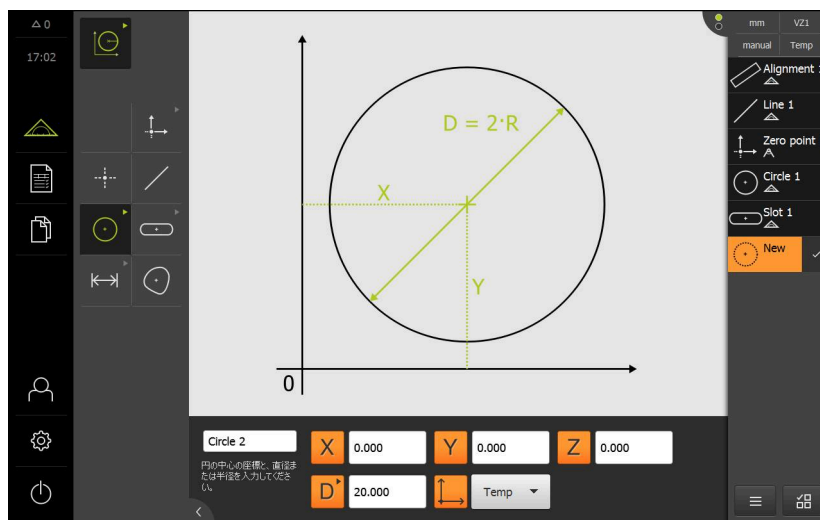 0
17:02
D = 2·R
X
Y
0
mm
VZ1
manual
Temp
Alignment 1
Line 1
Zero point
Circle 1
Slot 1
New
Circle 2
円の中心の座標と、直径ま
たは半径を入力してくださ
い。
X
0.000
Y
0.000
Z
0.000
D
20.000
Temp